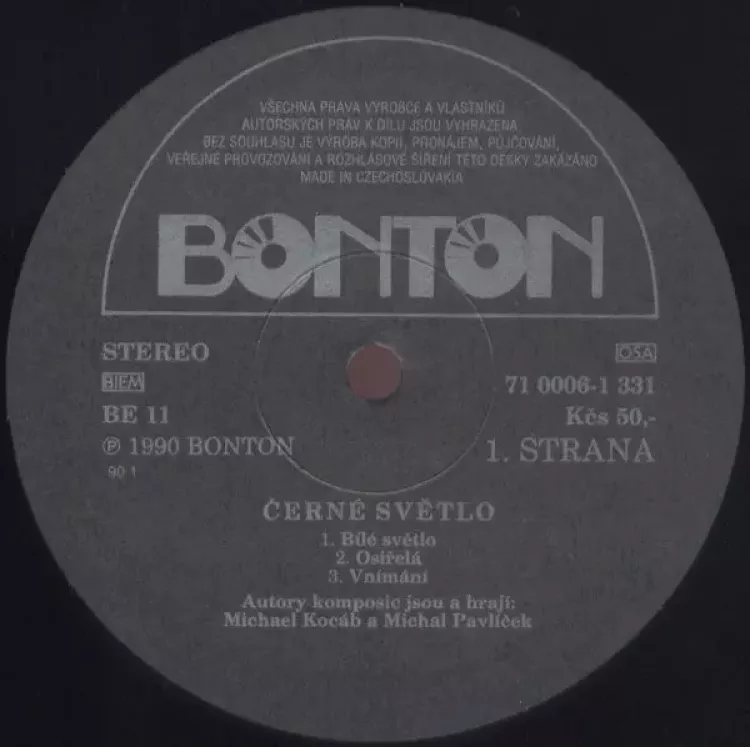 VŠECHNA PRÁVA VÝROBCE A VLASTNÍKŮ
AUTORSKÝCH PRÁV K DÍLU JSOU VYHRAZENA
BEZ SOUHLASU JE VÝROBA KOPIÍ, PRONÁJEM, PŮJČOVÁNÍ,
VEŘEJNÉ PROVOZOVÁNÍ A ROZHLASOVÉ ŠÍŘENÍ TÉTO DESKY ZAKÁZÁNO
MADE IN CZECHOSLOVAKIA
BONTON
STEREO
OSA
BIEM
71 0006-1 331
BE 11
Kčs 50,-
Ⓟ 1990 BONTON
1. STRANA
90 1
ČERNÉ SVĚTLO
1. Bílé světlo
2. Osiřelá
3. Vnímání
Autory komposic jsou a hrají:
Michael Kocáb a Michal Pavlíček